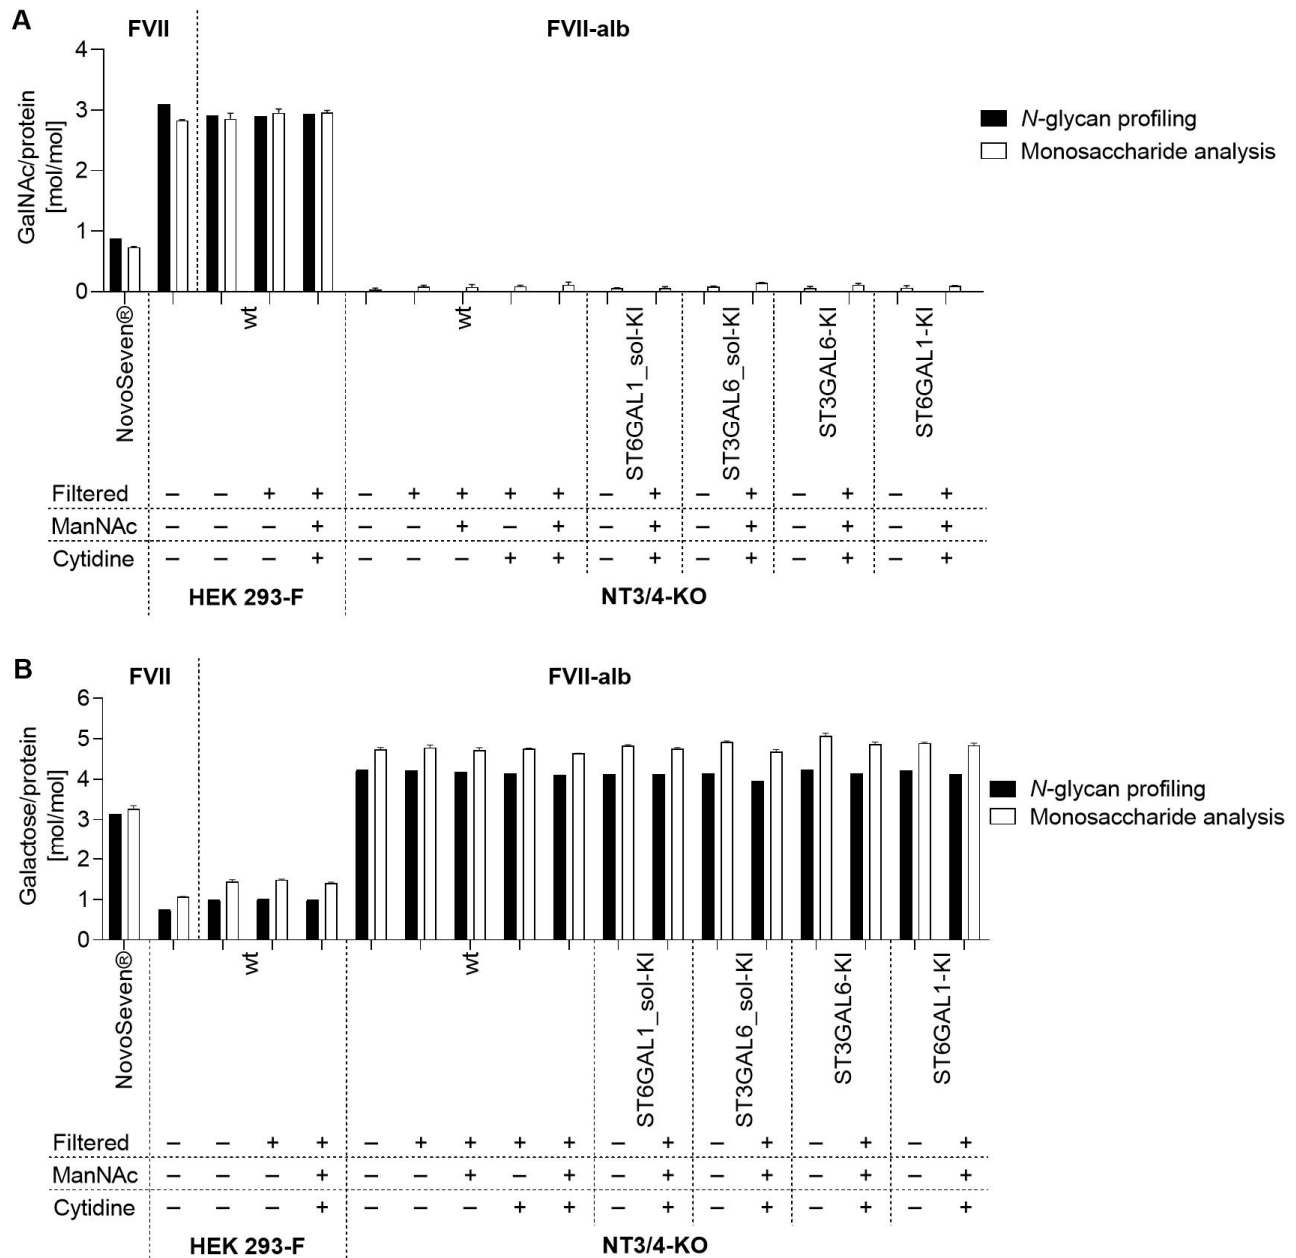 A
FVII
FVII-alb
GalNAc/protein
[mol/mol]
4
3
2
1
0
N-glycan profiling
Monosaccharide analysis
NovoSeven®
wt
wt
ST6GAL1_sol-KI
ST3GAL6_sol-KI
ST3GAL6-KI
ST6GAL1-KI
Filtered – – + + – + + + + – + – + – + – +
ManNAc – – – + – – + – + – + – + – + – +
Cytidine – – – + – – – + + – + – + – + – +
HEK 293-F
NT3/4-KO
B
FVII
FVII-alb
Galactose/protein
[mol/mol]
6
5
4
3
2
1
0
N-glycan profiling
Monosaccharide analysis
NovoSeven®
wt
wt
ST6GAL1_sol-KI
ST3GAL6_sol-KI
ST3GAL6-KI
ST6GAL1-KI
Filtered – – + + – + + + + – + – + – + – +
ManNAc – – – + – – + – + – + – + – + – +
Cytidine – – – + – – – + + – + – + – + – +
HEK 293-F
NT3/4-KO